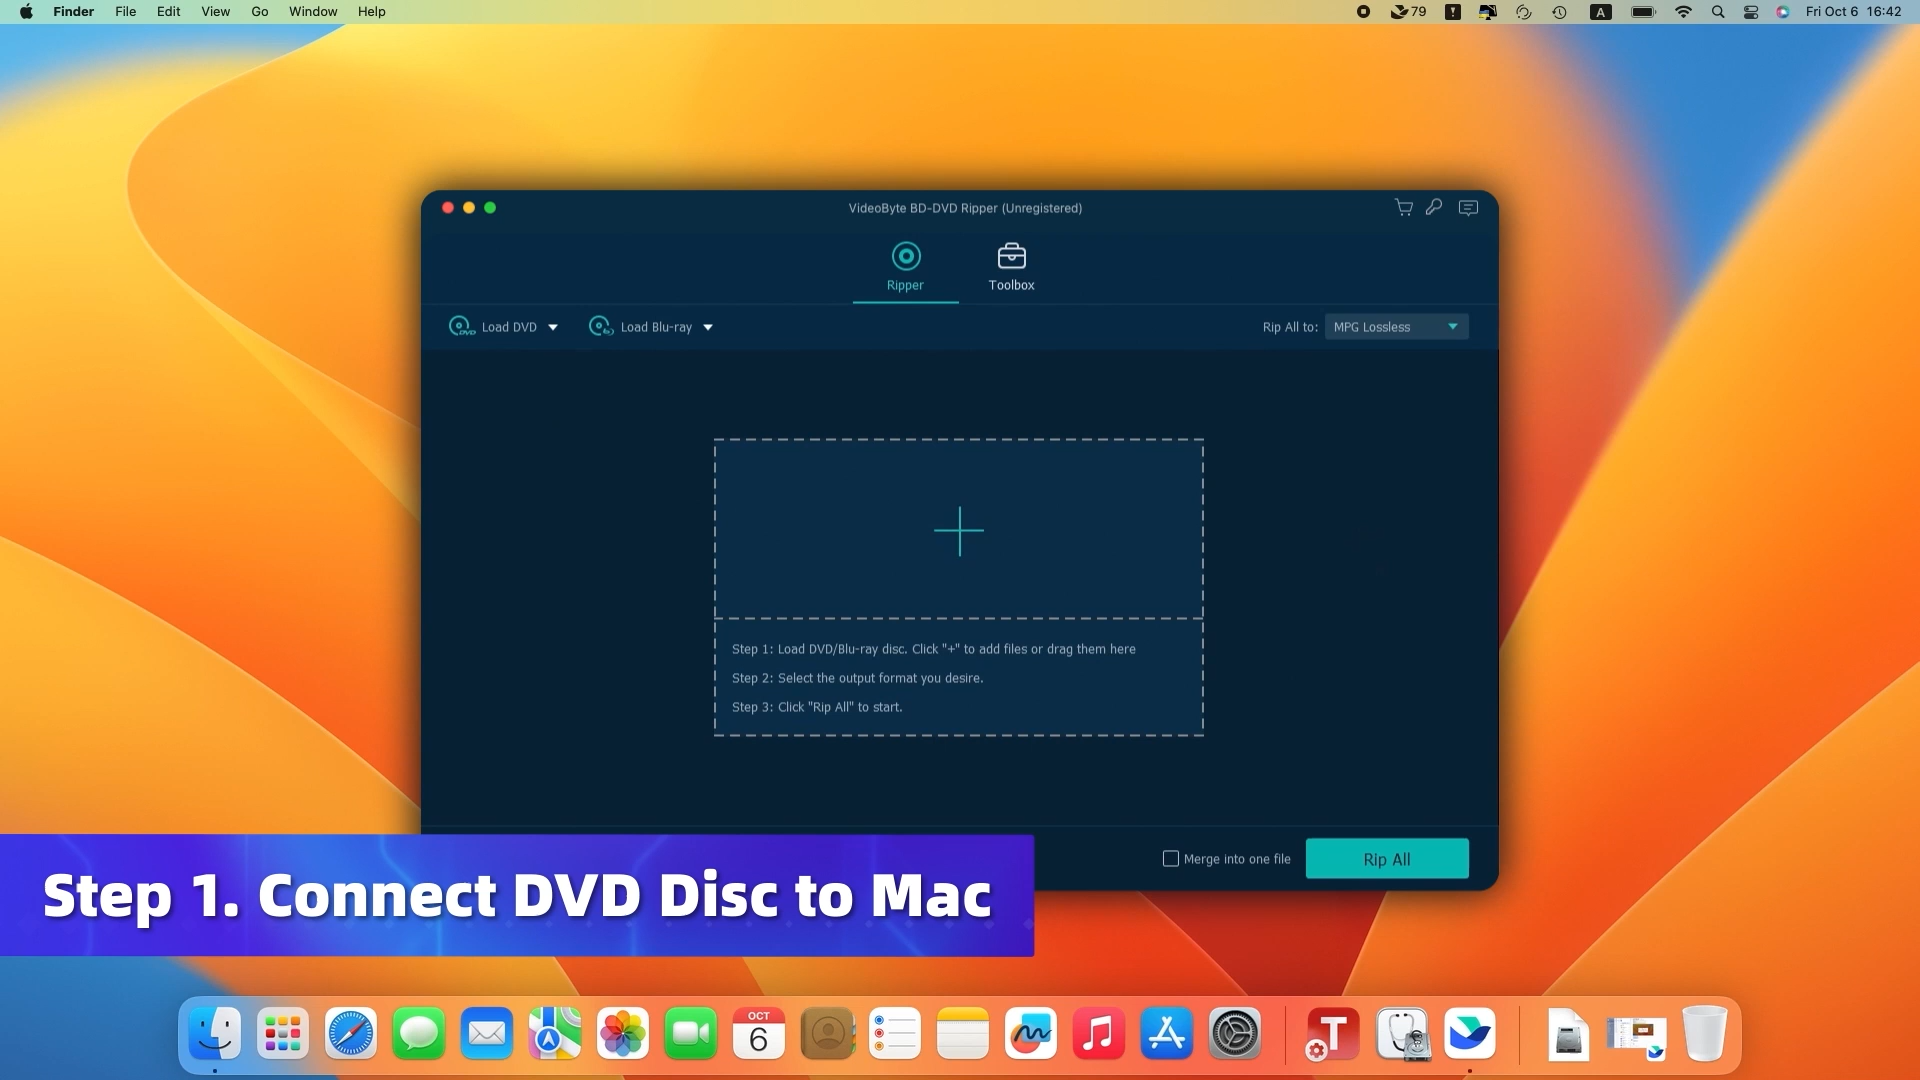 Finder File Edit View Go Window Help
79
A
Fri Oct 6 16:42
VideoByte BD-DVD Ripper (Unregistered)
Ripper
Toolbox
Load DVD
Load Blu-ray
Rip All to:
MPG Lossless
Step 1: Load DVD/Blu-ray disc. Click "+" to add files or drag them here
Step 2: Select the output format you desire.
Step 3: Click "Rip All" to start.
Merge into one file
Rip All
Step 1. Connect DVD Disc to Mac
OCT
6
T